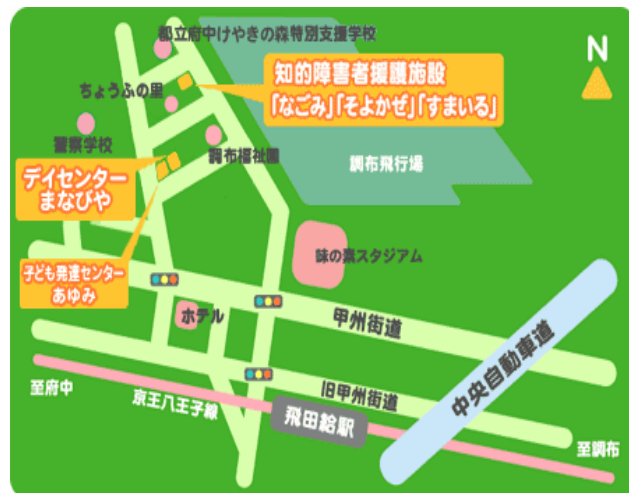 都立府中けやきの森特別支援学校
N
知的障害者援護施設
「なごみ」「そよかぜ」「すまいる」
ちょうふの里
警察学校
調布福祉園
調布飛行場
デイセンター
まなびや
味の素スタジアム
子ども発達センター
あゆみ
ホテル
甲州街道
中央自動車道
旧甲州街道
至府中
京王八王子線
飛田給駅
至調布